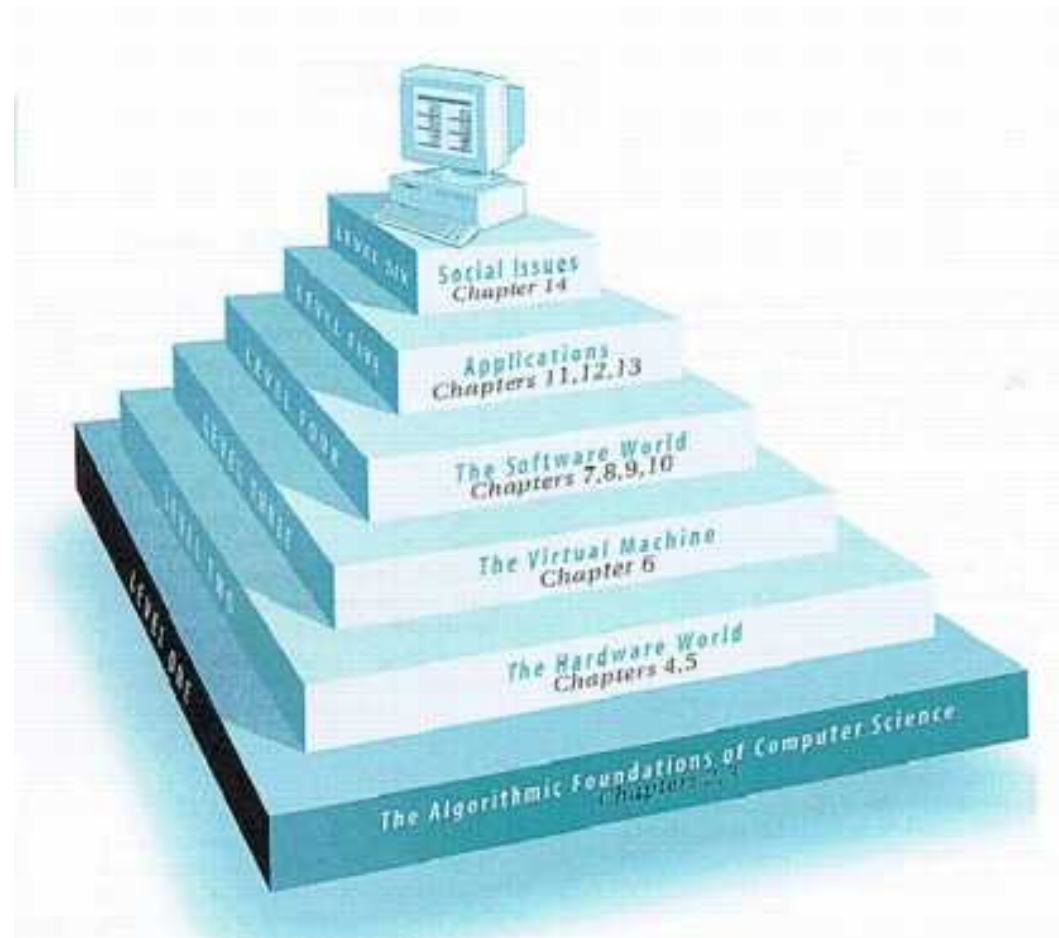 LEVEL SIX
Social Issues
Chapter 14
LEVEL FIVE
Applications
Chapters 11,12,13
LEVEL FOUR
The Software World
Chapters 7,8,9,10
LEVEL THREE
The Virtual Machine
Chapter 6
LEVEL TWO
The Hardware World
Chapters 4,5
LEVEL ONE
The Algorithmic Foundations of Computer Science
Chapters